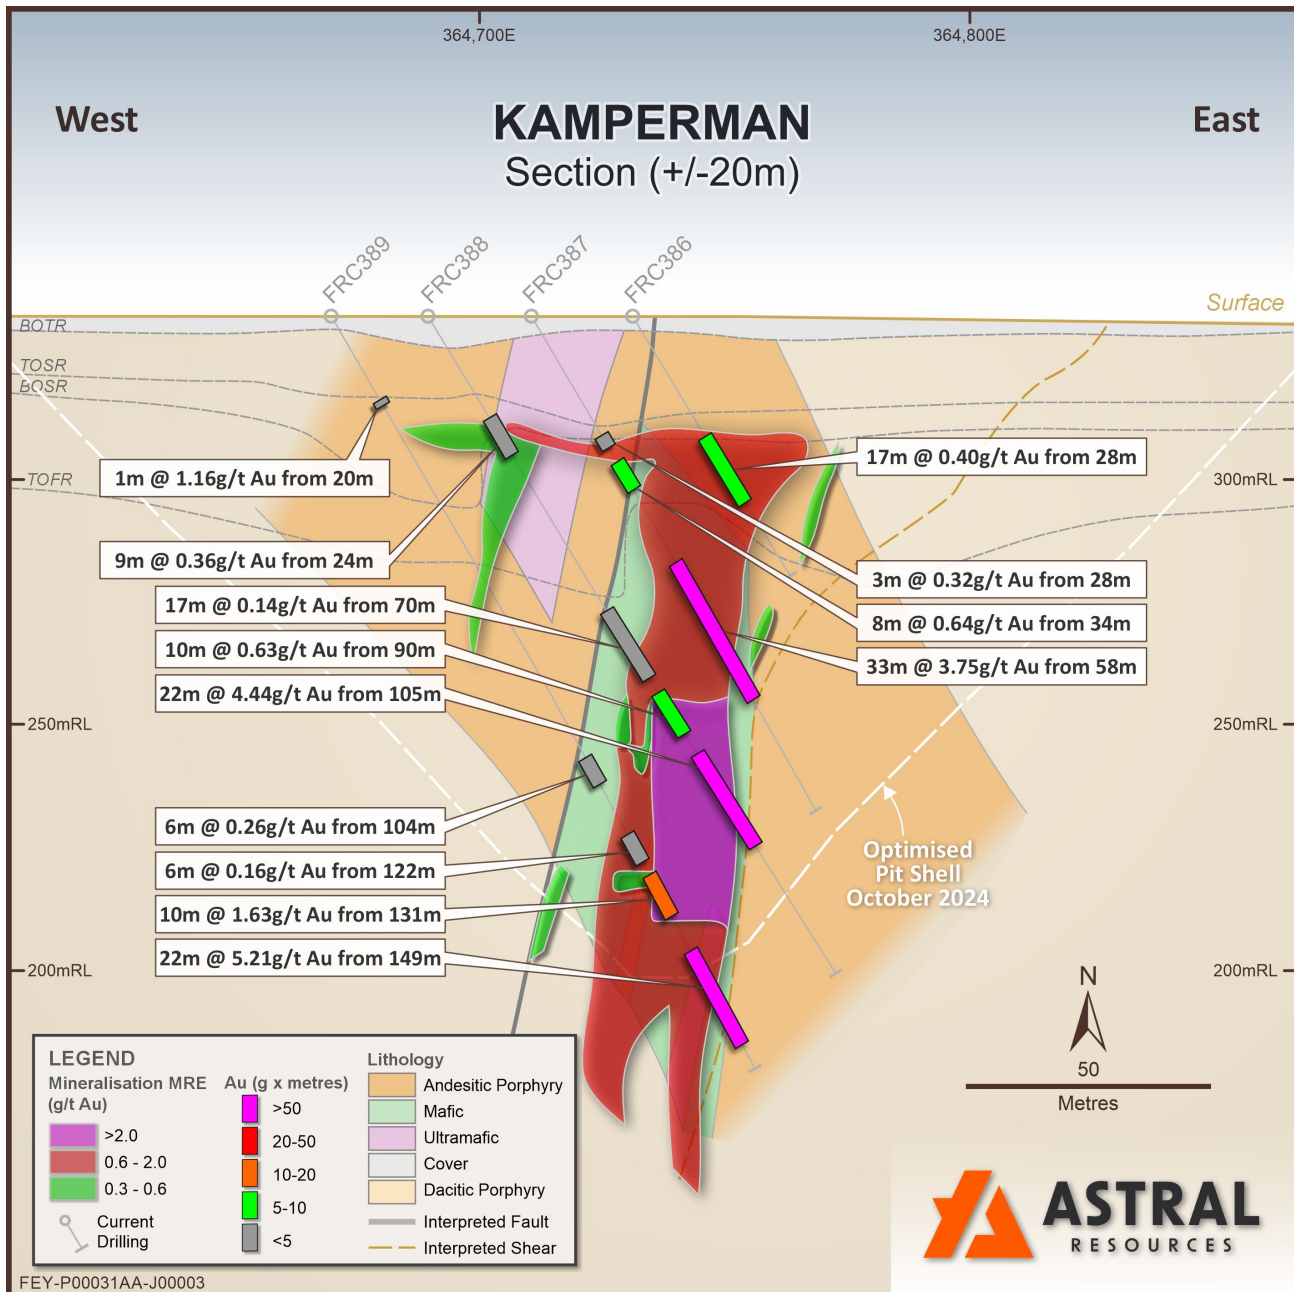 364,700E
364,800E
West
KAMPERMAN
East
Section (+/-20m)
FRC389
FRC388
FRC387
FRC386
Surface
BOTR
TOSR
BOSR
TOFR
1m @ 1.16g/t Au from 20m
17m @ 0.40g/t Au from 28m
300mRL
300mRL
9m @ 0.36g/t Au from 24m
3m @ 0.32g/t Au from 28m
17m @ 0.14g/t Au from 70m
8m @ 0.64g/t Au from 34m
10m @ 0.63g/t Au from 90m
33m @ 3.75g/t Au from 58m
22m @ 4.44g/t Au from 105m
250mRL
250mRL
6m @ 0.26g/t Au from 104m
Optimised
Pit Shell
October 2024
6m @ 0.16g/t Au from 122m
10m @ 1.63g/t Au from 131m
22m @ 5.21g/t Au from 149m
200mRL
200mRL
N
50
Metres
LEGEND
Mineralisation MRE
(g/t Au)
>2.0
0.6 - 2.0
0.3 - 0.6
Current
Drilling
Au (g x metres)
>50
20-50
10-20
5-10
<5
Lithology
Andesitic Porphyry
Mafic
Ultramafic
Cover
Dacitic Porphyry
Interpreted Fault
Interpreted Shear
ASTRAL
RESOURCES
FEY-P00031AA-J00003